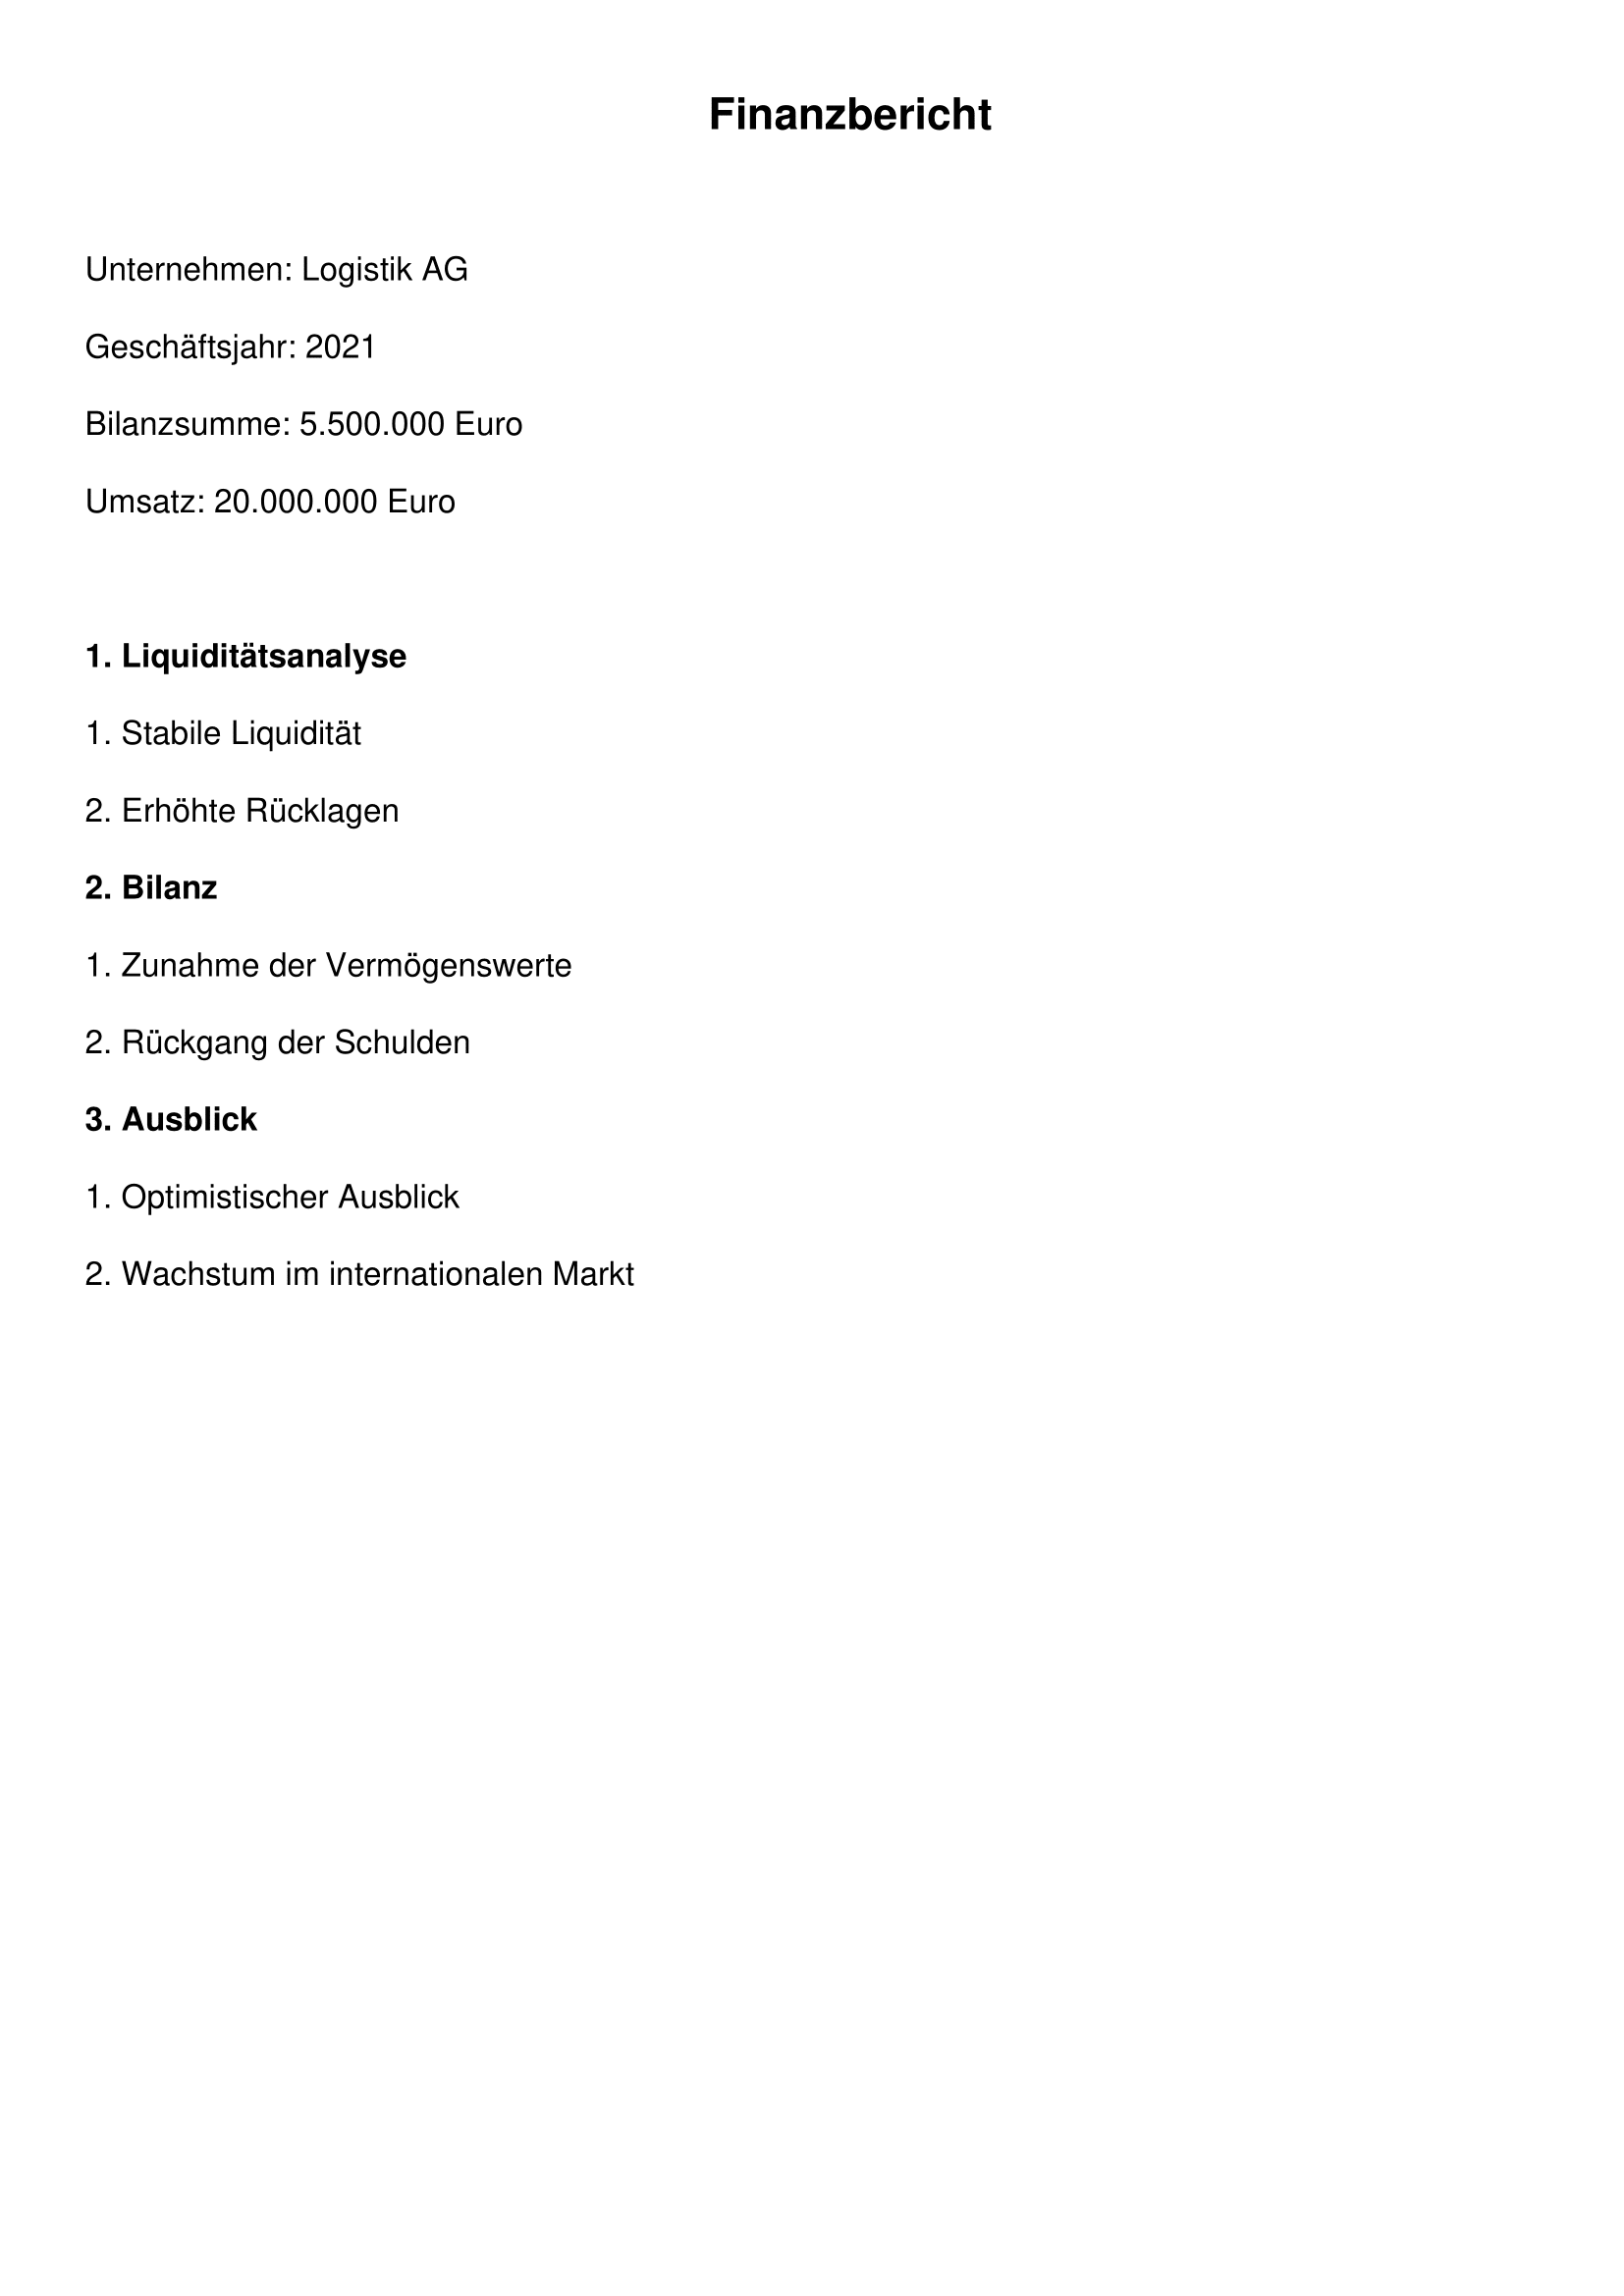 Finanzbericht
Unternehmen: Logistik AG
Geschäftsjahr: 2021
Bilanzsumme: 5.500.000 Euro
Umsatz: 20.000.000 Euro
1. Liquiditätsanalyse
1. Stabile Liquidität
2. Erhöhte Rücklagen
2. Bilanz
1. Zunahme der Vermögenswerte
2. Rückgang der Schulden
3. Ausblick
1. Optimistischer Ausblick
2. Wachstum im internationalen Markt